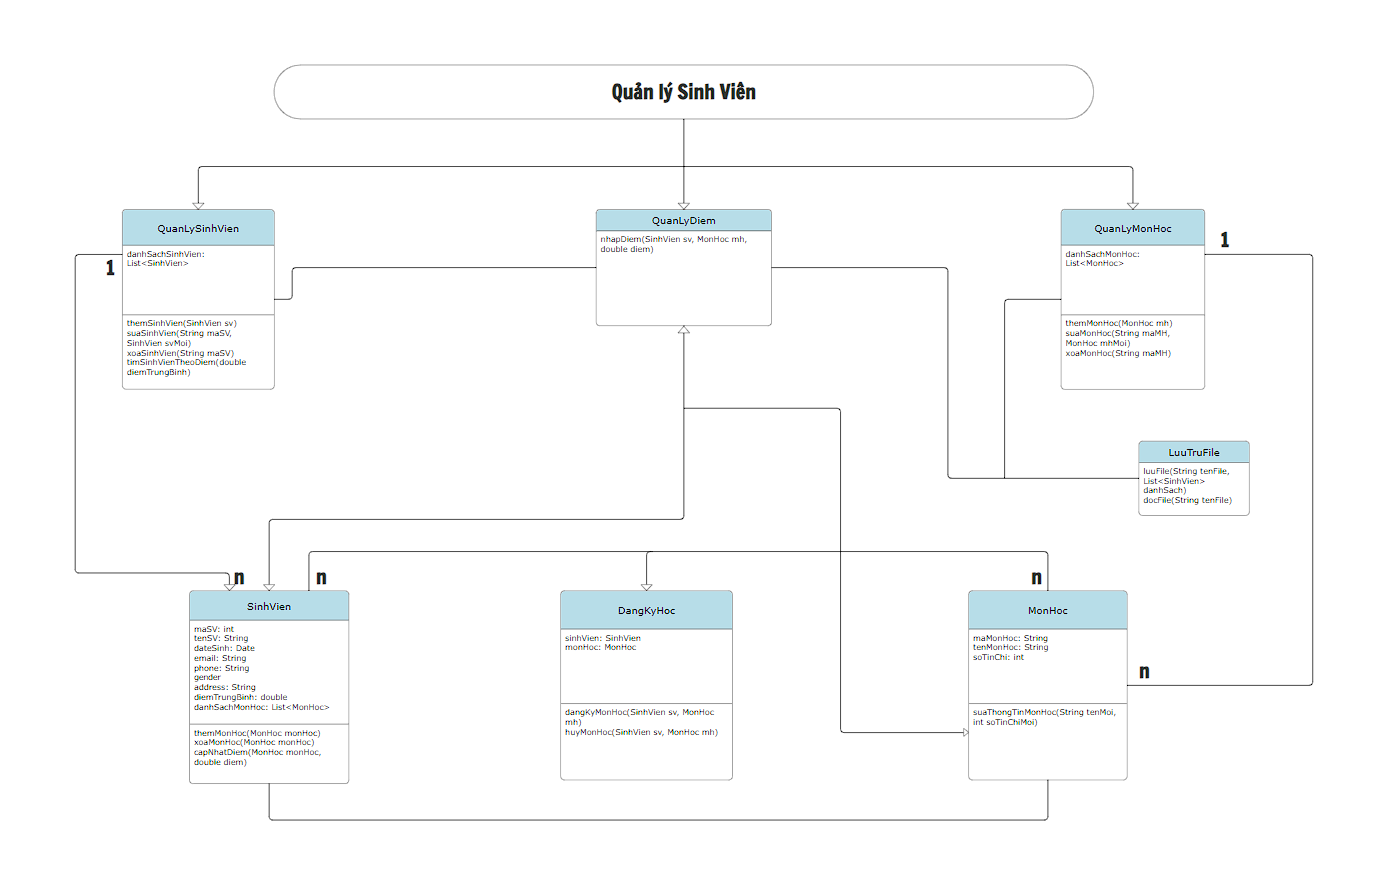 Quản lý Sinh Viên
QuanLySinhVien
danhSachSinhVien:
List<SinhVien>
themSinhVien(SinhVien sv)
suaSinhVien(String maSV,
SinhVien svMoi)
xoaSinhVien(String maSV)
timSinhVienTheoDiem(double
diemTrungBinh)
1
QuanLyDiem
nhapDiem(SinhVien sv, MonHoc mh,
double diem)
QuanLyMonHoc
danhSachMonHoc:
List<MonHoc>
themMonHoc(MonHoc mh)
suaMonHoc(String maMH,
MonHoc mhMoi)
xoaMonHoc(String maMH)
1
LuuTruFile
luuFile(String tenFile,
List<SinhVien>
danhSach)
docFile(String tenFile)
n
n
n
SinhVien
maSV: int
tenSV: String
dateSinh: Date
email: String
phone: String
gender
address: String
diemTrungBinh: double
danhSachMonHoc: List<MonHoc>
themMonHoc(MonHoc monHoc)
xoaMonHoc(MonHoc monHoc)
capNhatDiem(MonHoc monHoc,
double diem)
DangKyHoc
sinhVien: SinhVien
monHoc: MonHoc
dangKyMonHoc(SinhVien sv, MonHoc
mh)
huyMonHoc(SinhVien sv, MonHoc mh)
MonHoc
maMonHoc: String
tenMonHoc: String
soTinChi: int
suaThongTinMonHoc(String tenMoi,
int soTinChiMoi)
n